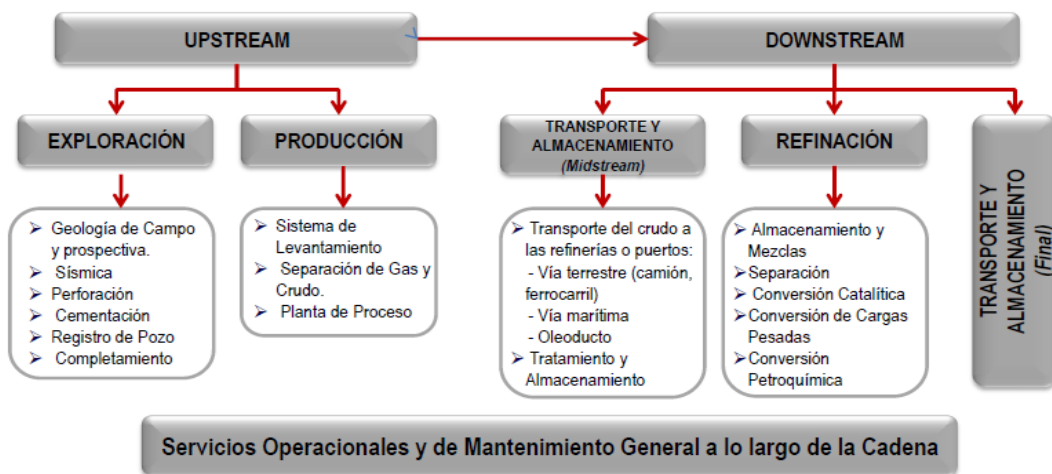 UPSTREAM
DOWNSTREAM
EXPLORACIÓN
PRODUCCIÓN
TRANSPORTE Y
ALMACENAMIENTO
(Midstream)
REFINACIÓN
TRANSPORTE Y
ALMACENAMIENTO
(Final)
➢ Geología de Campo
y prospectiva.
➢ Sísmica
➢ Perforación
➢ Cementación
➢ Registro de Pozo
➢ Completamiento
➢ Sistema de
Levantamiento
➢ Separación de Gas y
Crudo.
➢ Planta de Proceso
➢ Transporte del crudo a
las refinerías o puertos:
- Vía terrestre (camión,
ferrocarril)
- Vía marítima
- Oleoducto
➢ Tratamiento y
Almacenamiento
➢ Almacenamiento y
Mezclas
➢ Separación
➢ Conversión Catalítica
➢ Conversión de Cargas
Pesadas
➢ Conversión
Petroquímica
Servicios Operacionales y de Mantenimiento General a lo largo de la Cadena